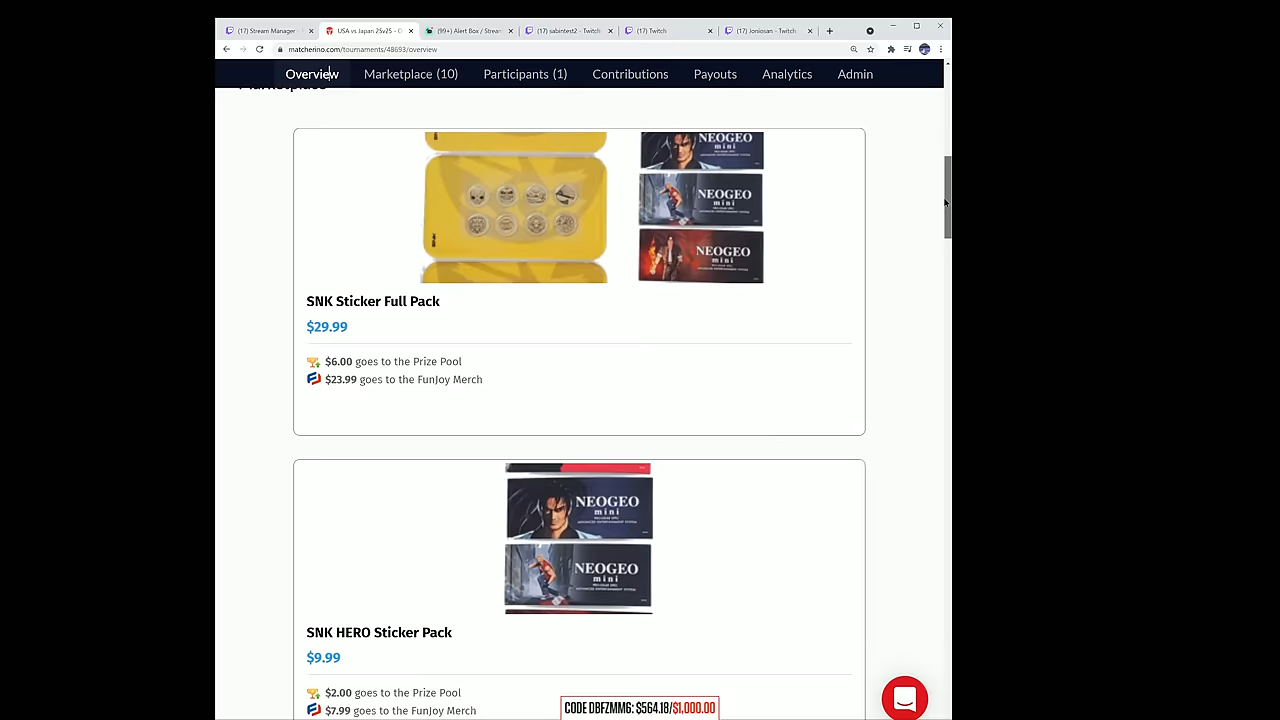 (17) Stream Manager -
USA vs Japan 25v25 - O
(99+) Alert Box / Stream
(17) sabintest2 - Twitch
(17) Twitch
(17) Joniosan - Twitch
matcherino.com/tournaments/48693/overview
Overview
Marketplace (10)
Participants (1)
Contributions
Payouts
Analytics
Admin
Marketplace
NEOGEO
NEOGEO
mini
NEOGEO
mini
SNK Sticker Full Pack
$29.99
$6.00 goes to the Prize Pool
$23.99 goes to the FunJoy Merch
NEOGEO
mini
NEOGEO
mini
SNK HERO Sticker Pack
$9.99
$2.00 goes to the Prize Pool
$7.99 goes to the FunJoy Merch
CODE DBFZMM6: $564.18/$1,000.00